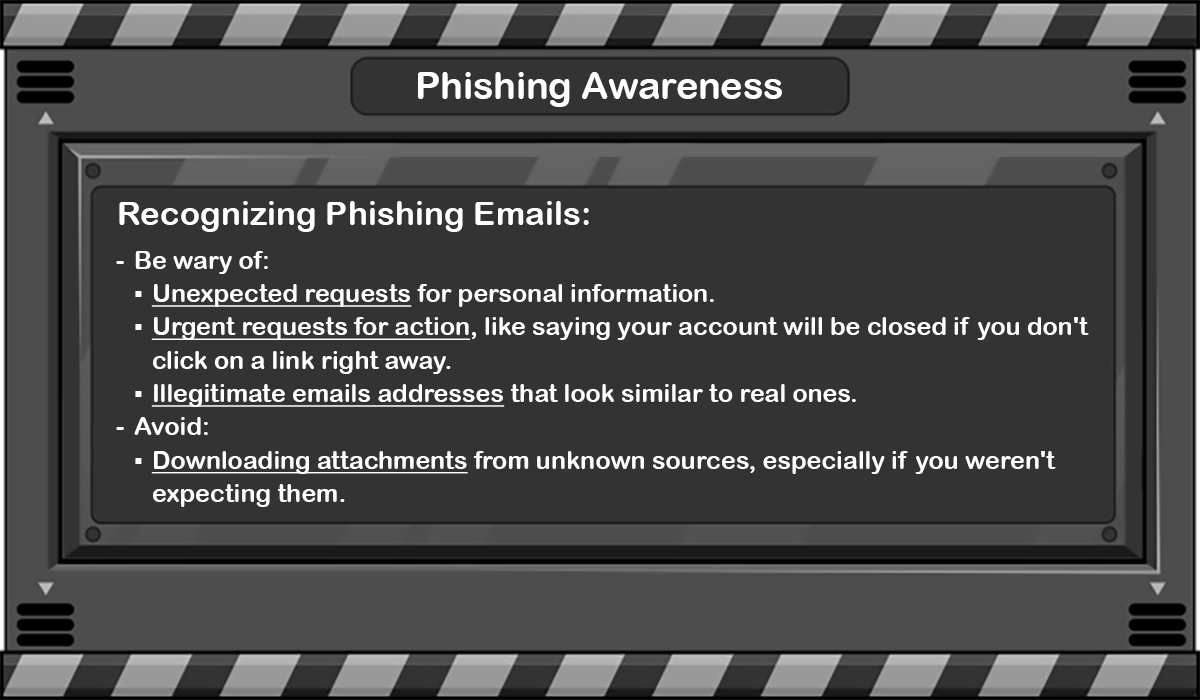 Phishing Awareness
Recognizing Phishing Emails:
- Be wary of:
▪ Unexpected requests for personal information.
▪ Urgent requests for action, like saying your account will be closed if you don't
click on a link right away.
▪ Illegitimate emails addresses that look similar to real ones.
- Avoid:
▪ Downloading attachments from unknown sources, especially if you weren't
expecting them.